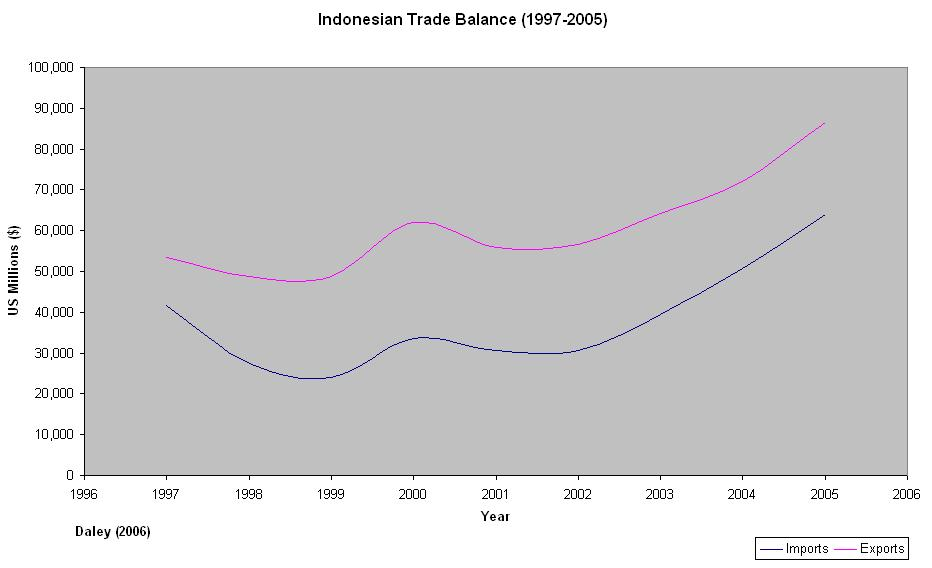 Indonesian Trade Balance (1997-2005)
100,000
90,000
80,000
70,000
60,000
50,000
40,000
30,000
20,000
10,000
0
US Millions ($)
1996 1997 1998 1999 2000 2001 2002 2003 2004 2005 2006
Year
Daley (2006)
Imports Exports